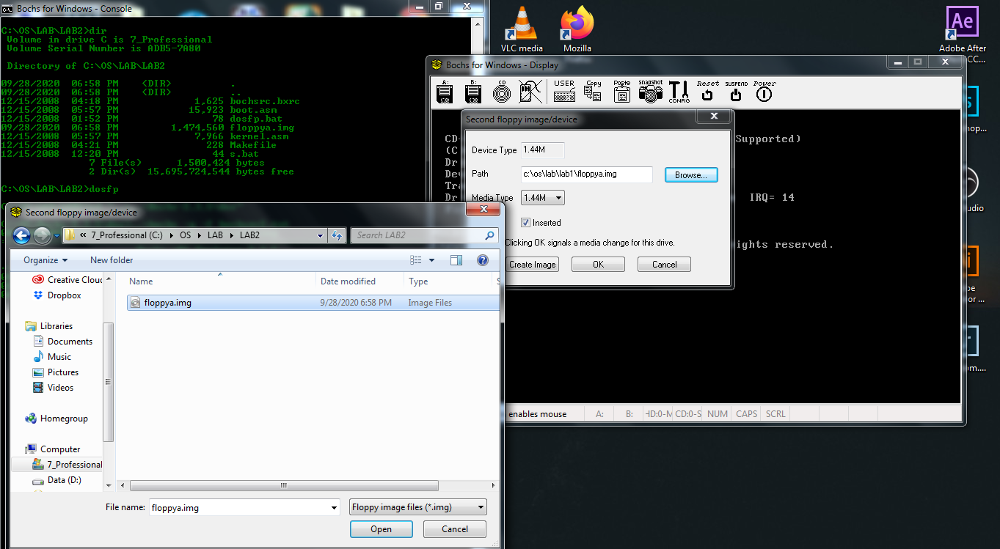 Bochs for Windows - Console
C:\OS\LAB\LAB2>dir
Volume in drive C is 7_Professional
Volume Serial Number is ADB5-7A80
Directory of C:\OS\LAB\LAB2
09/28/2020 06:58 PM <DIR> .
09/28/2020 06:58 PM <DIR> ..
12/15/2008 04:18 PM 1,625 bochsrc.bxrc
12/15/2008 05:57 PM 15,923 boot.asm
12/15/2008 01:52 PM 78 dosfp.bat
09/28/2020 06:58 PM 1,474,560 floppya.img
12/15/2008 05:57 PM 7,966 kernel.asm
12/15/2008 04:21 PM 228 Makefile
12/15/2008 12:20 PM 44 s.bat
7 File(s) 1,500,424 bytes
2 Dir(s) 15,695,724,544 bytes free
C:\OS\LAB\LAB2>dosfp
VLC media
Mozilla
Ae
Adobe After
CC...
Bochs for Windows - Display
A: B: CD USER Copy Paste snapshot CONFIG Reset SUSPEND Power
CD-
Supported)
(C
Dr
De
Tr
Dr
IRQ= 14
ights reserved.
Second floppy image/device
Device Type 1.44M
Path c:\os\lab\lab1\floppya.img Browse...
Media Type 1.44M
Inserted
Clicking OK signals a media change for this drive.
Create Image OK Cancel
enables mouse A: B: HD:0-M CD:0-S NUM CAPS SCRL
hop...
udio
be
or ...
om....
Second floppy image/device
« 7_Professional (C:) OS LAB LAB2
Search LAB2
Organize New folder
Creative Clou
Dropbox
Libraries
Documents
Music
Pictures
Videos
Homegroup
Computer
7_Professional
Data (D:)
Name Date modified Type S
floppya.img 9/28/2020 6:58 PM Image Files
File name: floppya.img Floppy image files (*.img)
Open Cancel